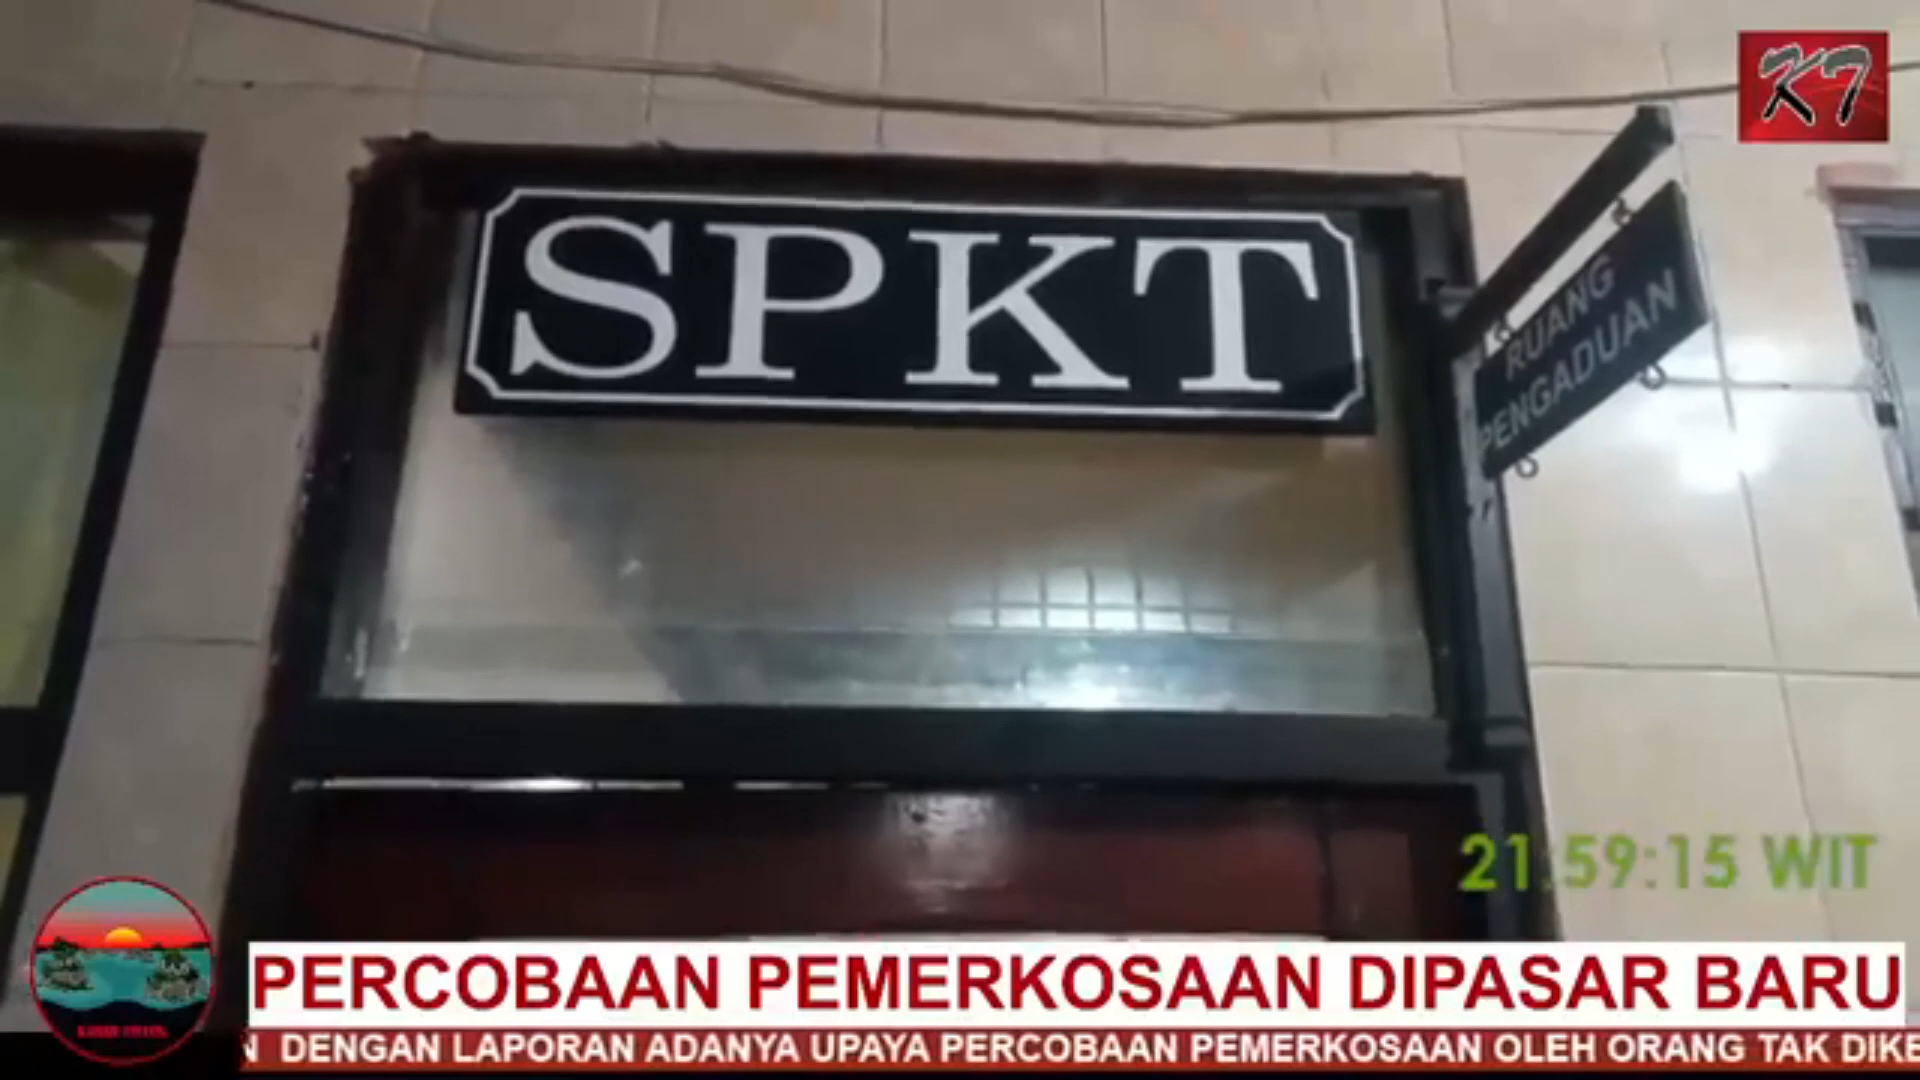 K7
SPKT
RUANG
PENGADUAN
21:59:15 WIT
PERCOBAAN PEMERKOSAAN DIPASAR BARU
N DENGAN LAPORAN ADANYA UPAYA PERCOBAAN PEMERKOSAAN OLEH ORANG TAK DIKE